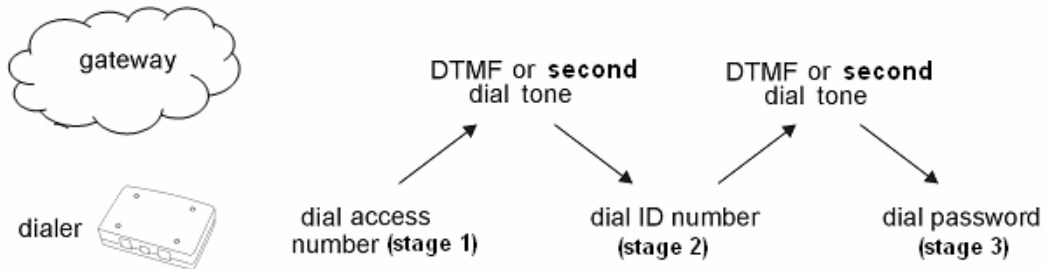 gateway
DTMF or second
dial tone
DTMF or second
dial tone
dialer
dial access
number (stage 1)
dial ID number
(stage 2)
dial password
(stage 3)